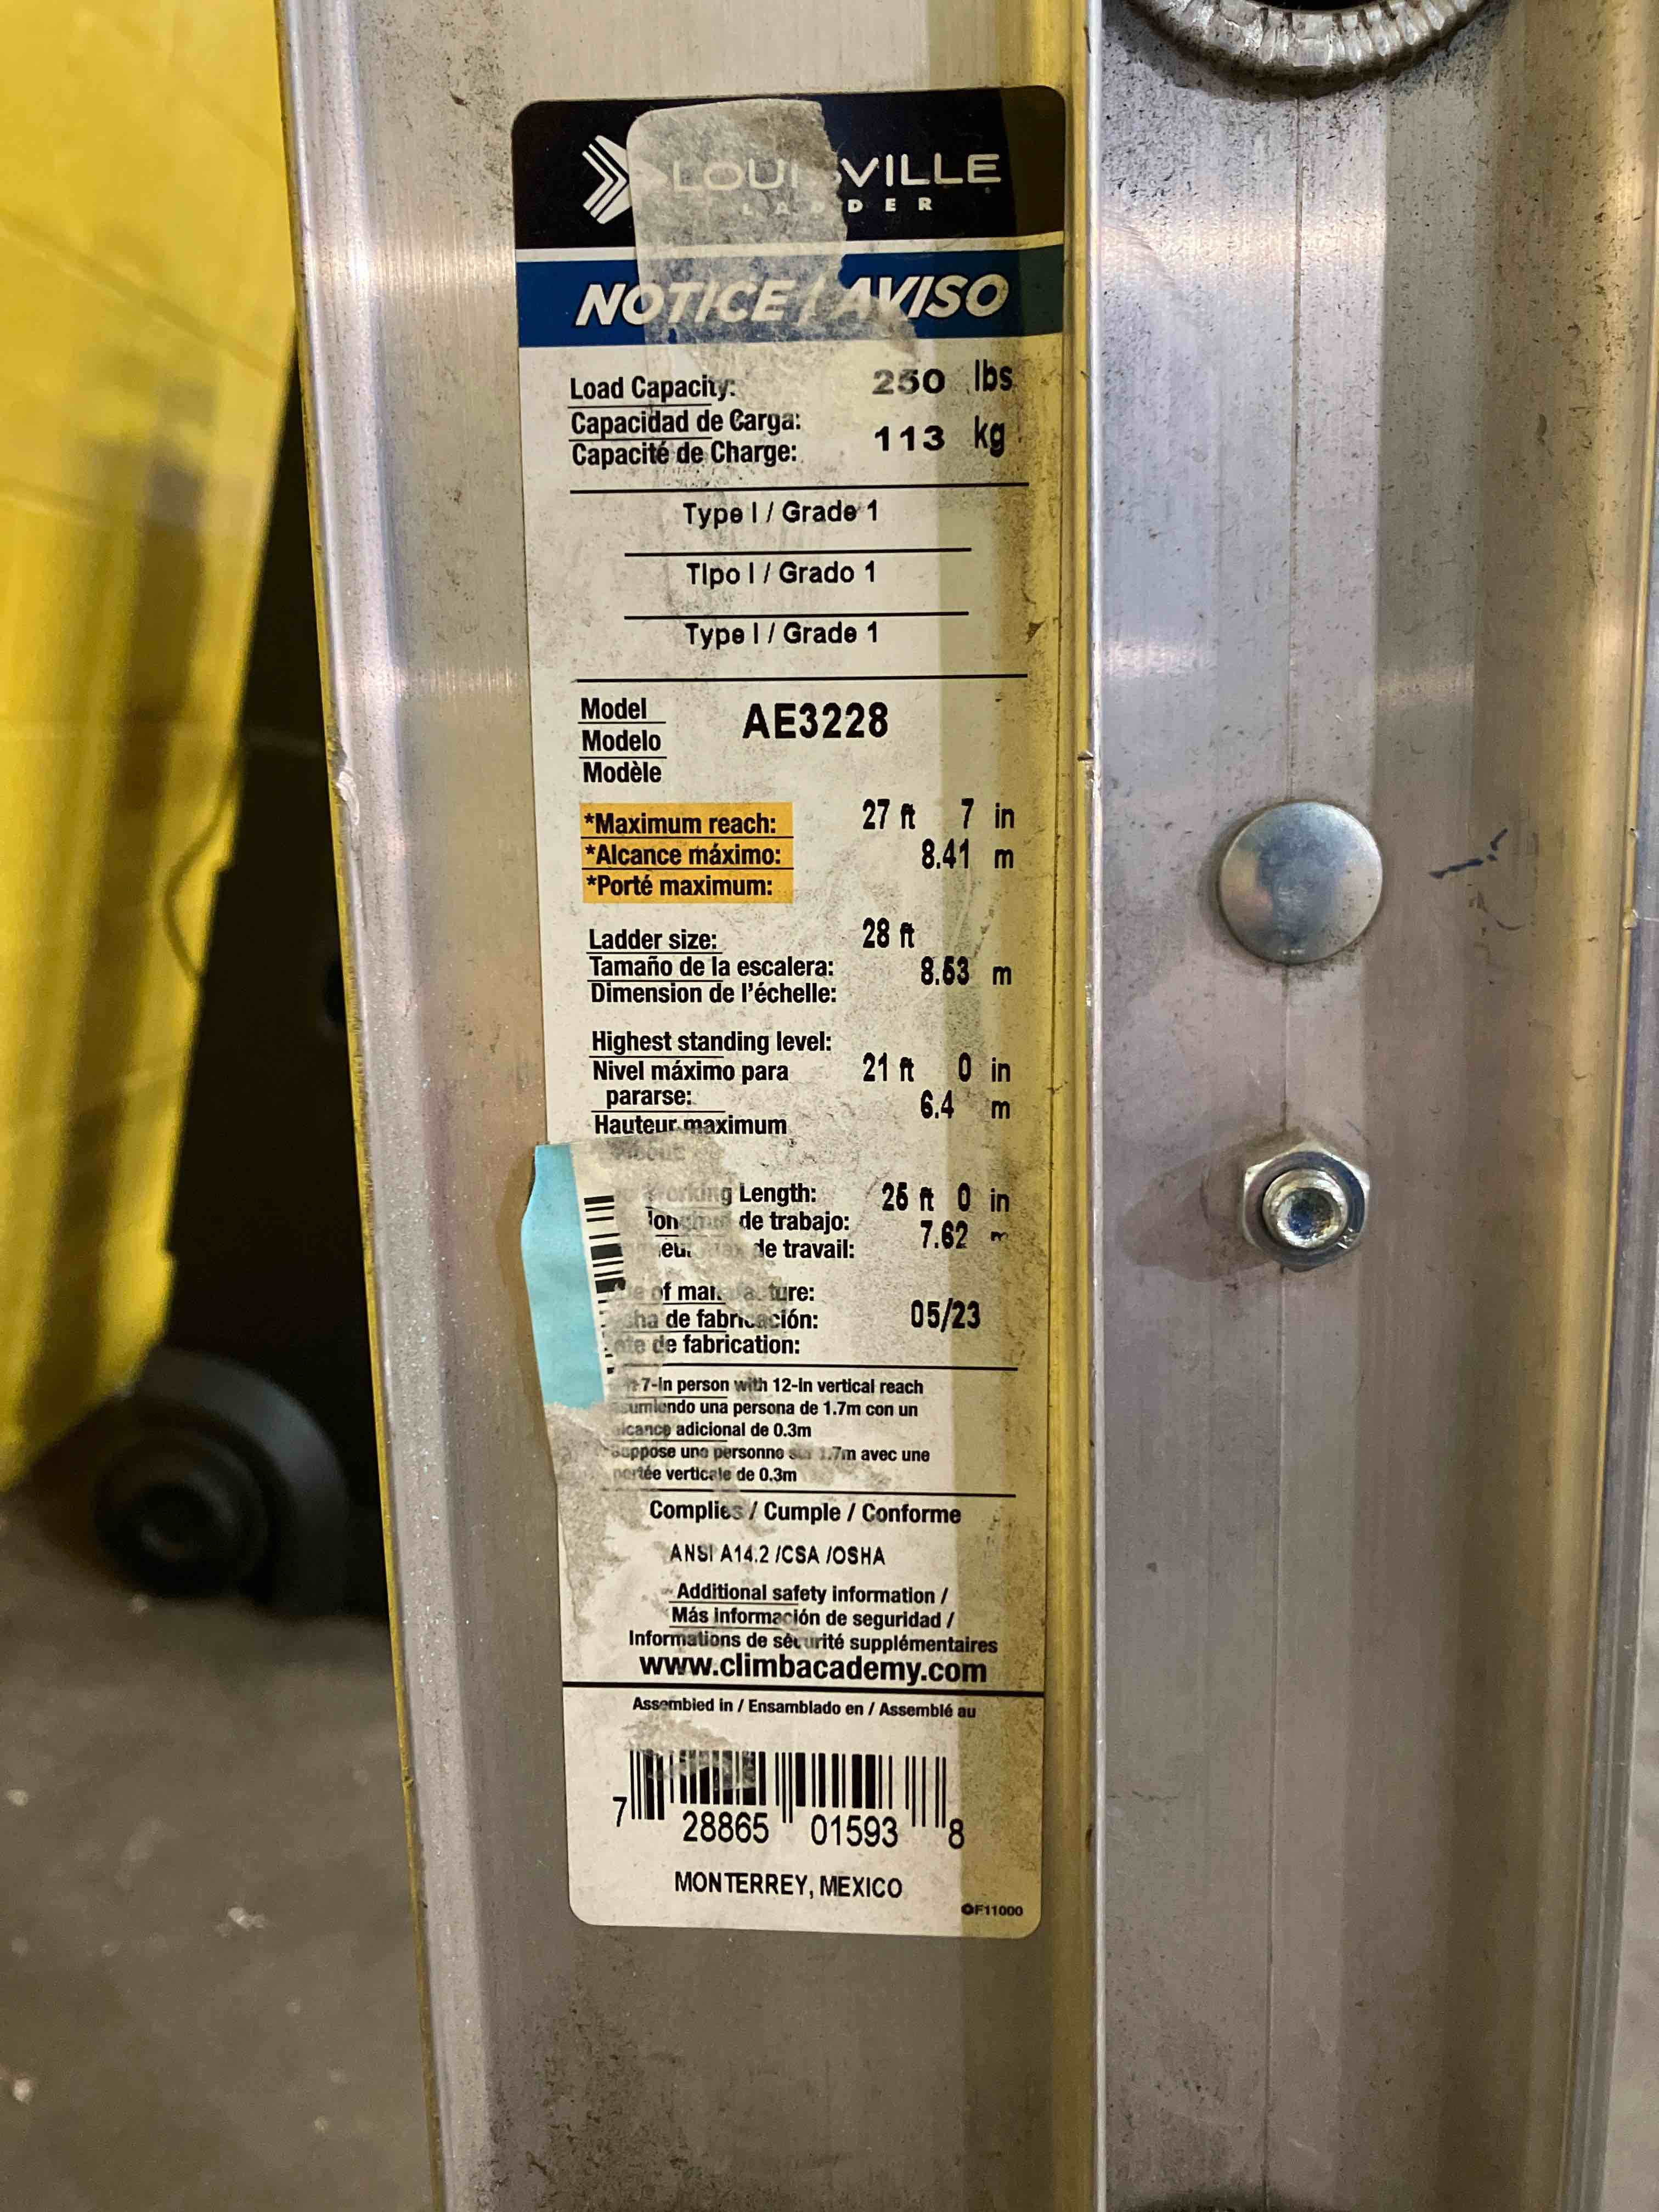 LOUISVILLE
LADDER
NOTICE / AVISO
Load Capacity: 250 lbs
Capacidad de Carga:
Capacité de Charge: 113 kg
Type I / Grade 1
Tipo I / Grado 1
Type I / Grade 1
Model AE3228
Modelo
Modèle
*Maximum reach: 27 ft 7 in
*Alcance máximo: 8.41 m
*Porté maximum:
Ladder size: 28 ft
Tamaño de la escalera: 8.53 m
Dimension de l'échelle:
Highest standing level:
Nivel máximo para 21 ft 0 in
pararse: 6.4 m
Hauteur maximum
Working Length: 25 ft 0 in
de trabajo: 7.62 m
de travail:
of manufacture:
de fabricación: 05/23
de fabrication:
7-in person with 12-in vertical reach
sumiendo una persona de 1.7m con un
alcance adicional de 0.3m
Suppose une personne sur 1.7m avec une
portée verticale de 0.3m
Complies / Cumple / Conforme
ANSI A14.2 /CSA /OSHA
Additional safety information /
Más información de seguridad /
Informations de sécurité supplémentaires
www.climbacademy.com
Assembled in / Ensamblado en / Assemblé au
7 28865 01593 8
MONTERREY, MEXICO
OF11000